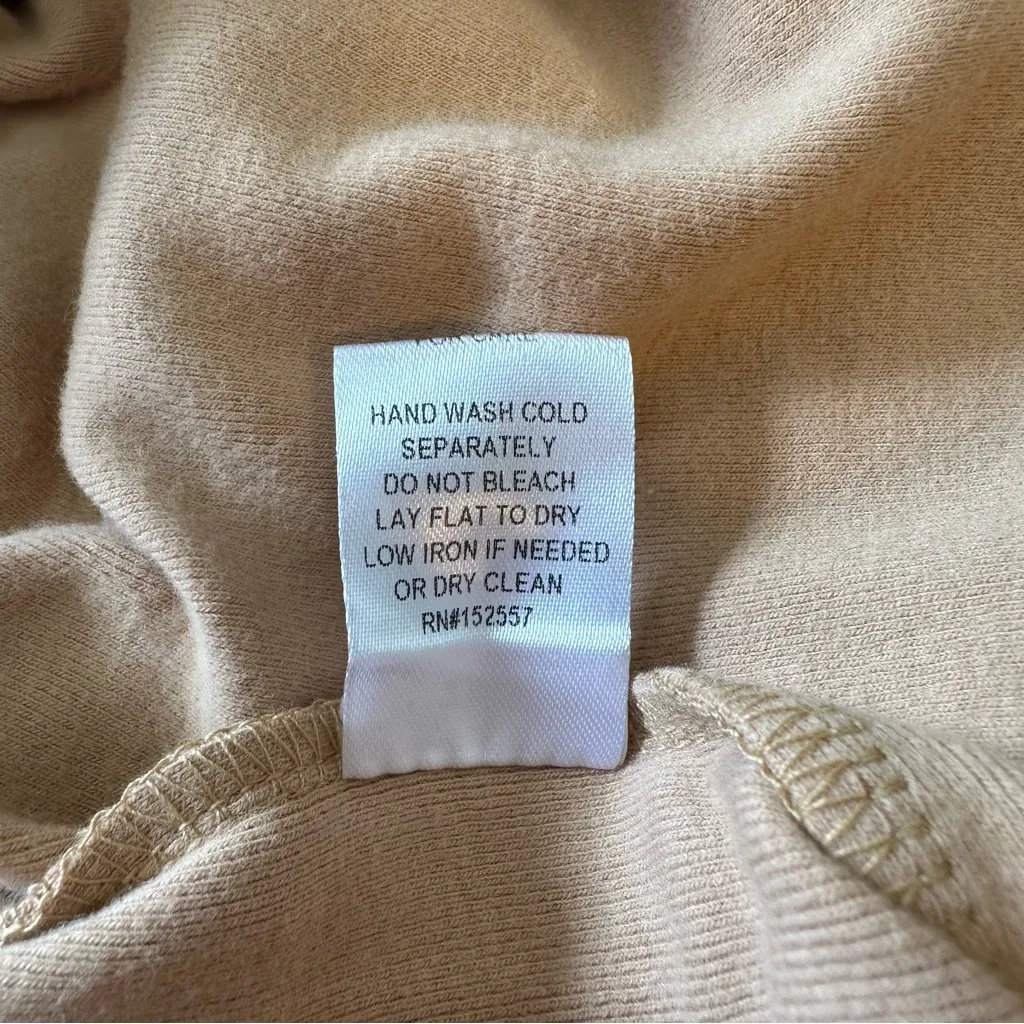 HAND WASH COLD
SEPARATELY
DO NOT BLEACH
LAY FLAT TO DRY
LOW IRON IF NEEDED
OR DRY CLEAN
RN#152557